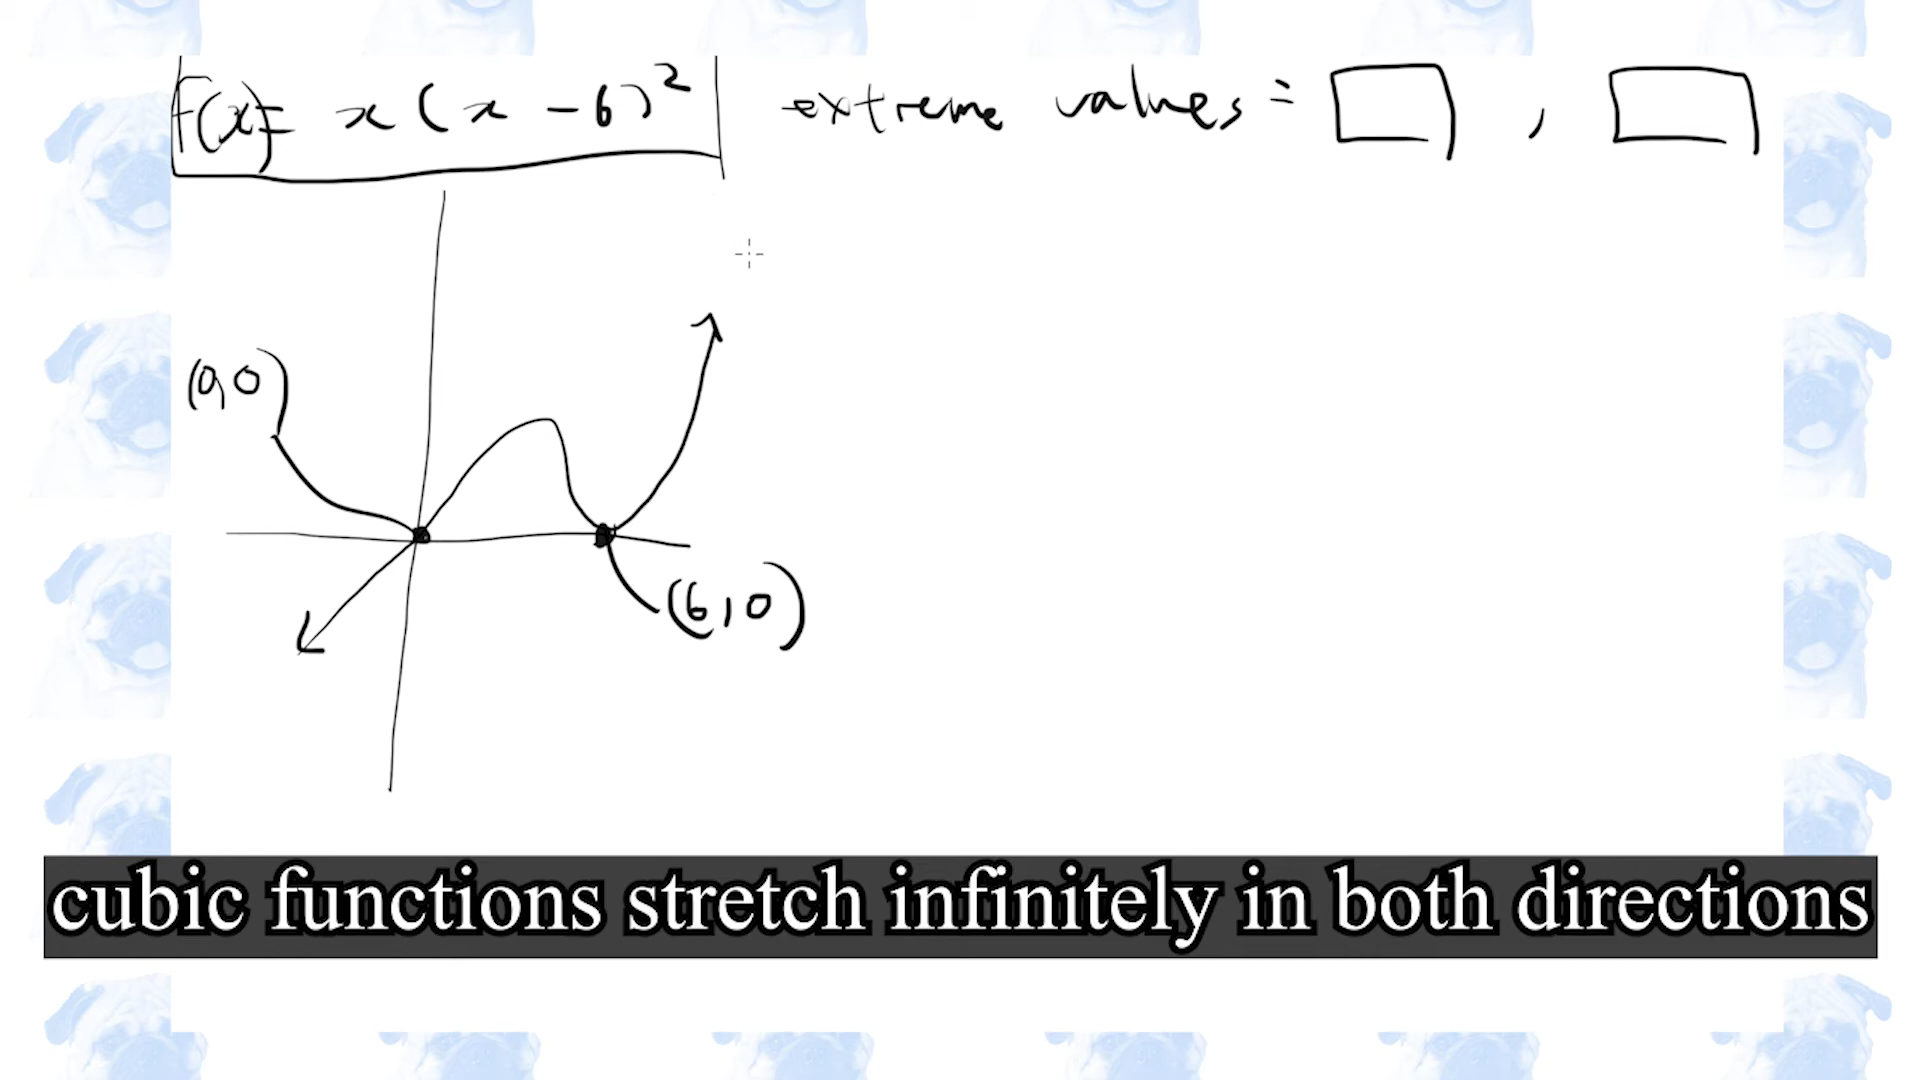 f(x)= x(x-6)² extreme values = ,
(0,0)
(6,0)
cubic functions stretch infinitely in both directions